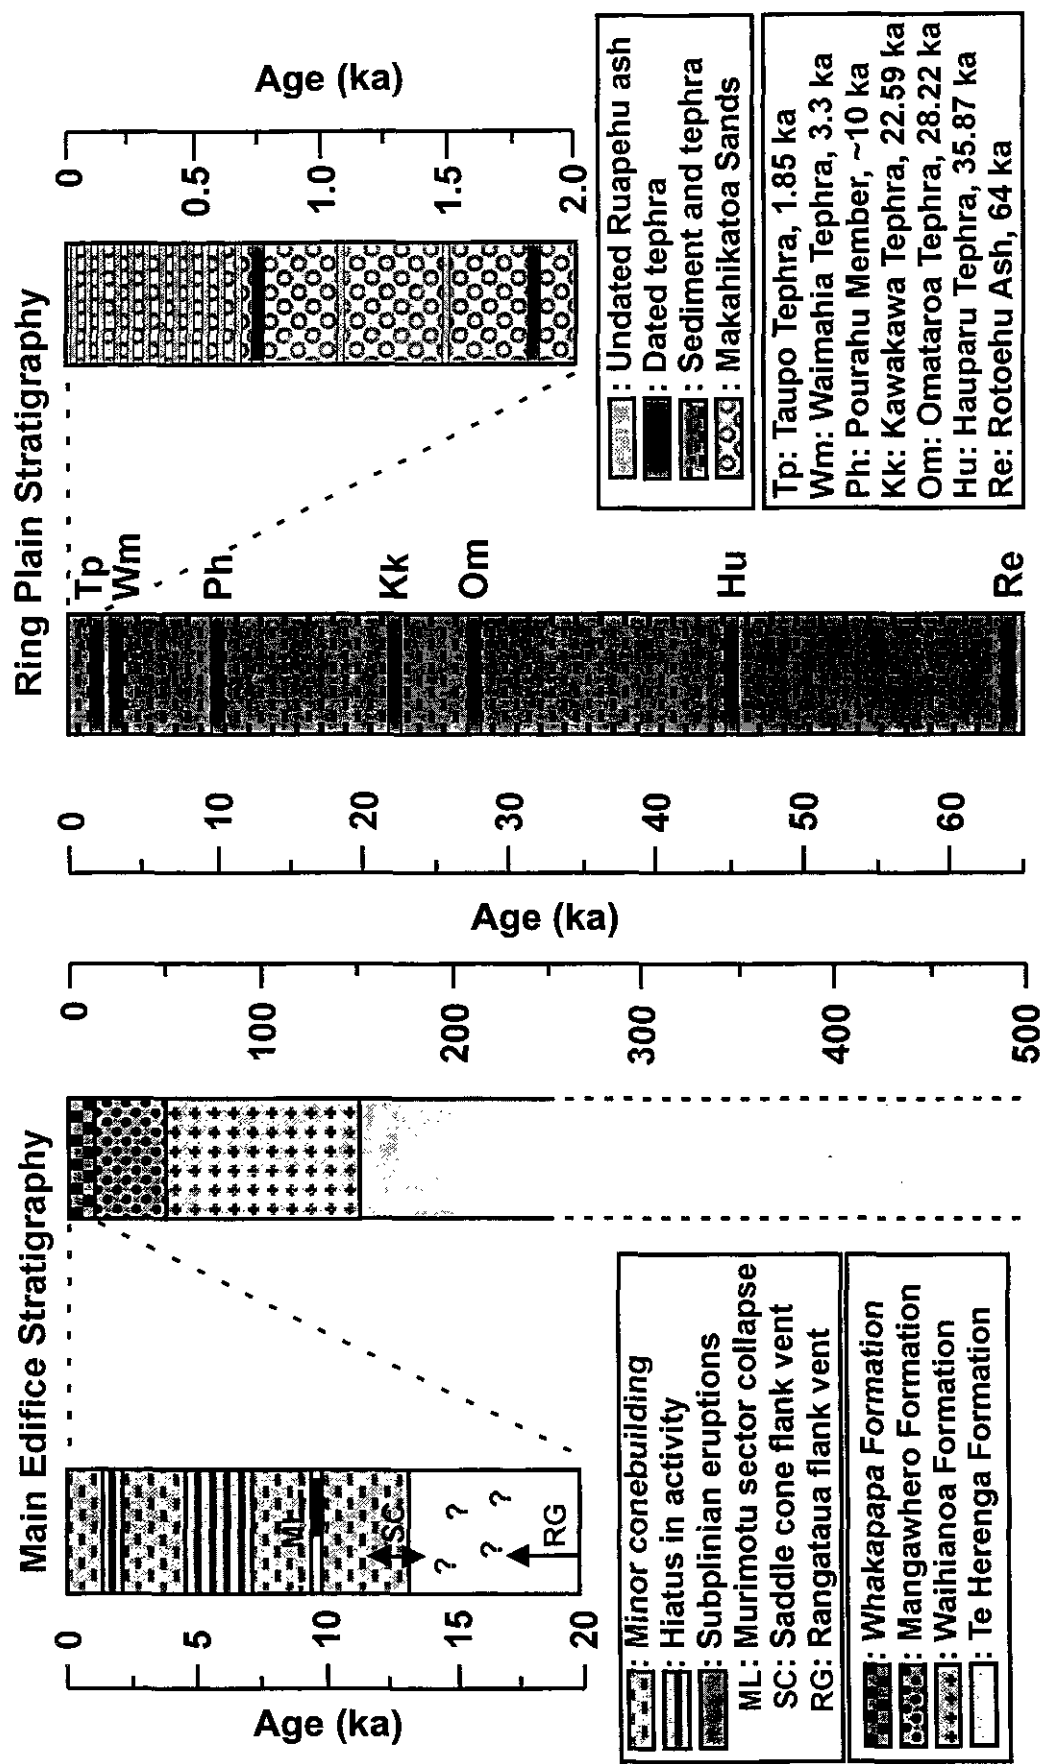 Main Edifice Stratigraphy
Age (ka)
0
5
10
15
20
ML
SC
?
?
?
?
RG
0
100
200
300
400
500
Age (ka)
: Minor conebuilding
: Hiatus in activity
: Subplinian eruptions
ML: Murimotu sector collapse
SC: Saddle cone flank vent
RG: Rangataua flank vent
: Whakapapa Formation
: Mangawhero Formation
: Waihianoa Formation
: Te Herenga Formation
Ring Plain Stratigraphy
0
10
20
30
40
50
60
Tp
Wm
Ph
Kk
Om
Hu
Re
Age (ka)
0
0.5
1.0
1.5
2.0
: Undated Ruapehu ash
: Dated tephra
: Sediment and tephra
: Makahikatoa Sands
Tp: Taupo Tephra, 1.85 ka
Wm: Waimahia Tephra, 3.3 ka
Ph: Pourahu Member, ~10 ka
Kk: Kawakawa Tephra, 22.59 ka
Om: Omataroa Tephra, 28.22 ka
Hu: Hauparu Tephra, 35.87 ka
Re: Rotoehu Ash, 64 ka